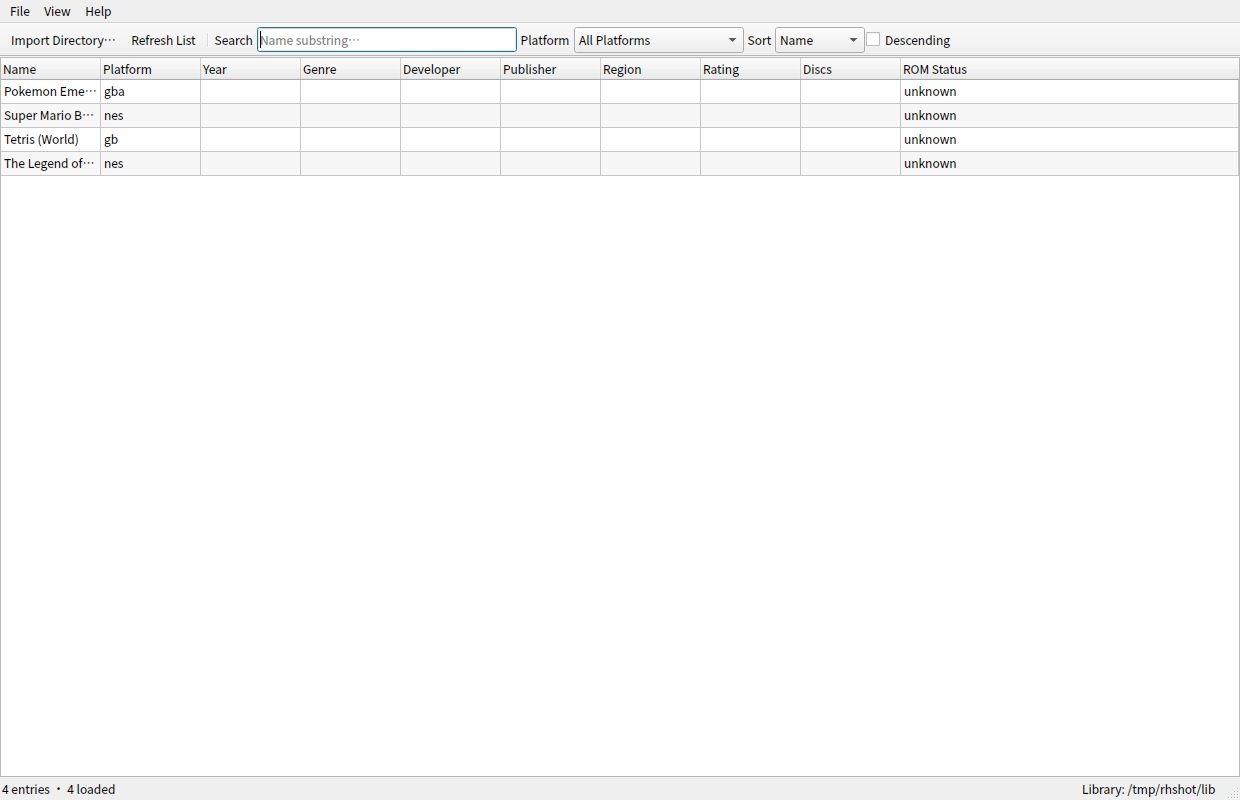 File View Help
Import Directory··· Refresh List Search Name substring··· Platform All Platforms Sort Name Descending
Name Platform Year Genre Developer Publisher Region Rating Discs ROM Status
Pokemon Eme··· gba unknown
Super Mario B··· nes unknown
Tetris (World) gb unknown
The Legend of··· nes unknown
4 entries · 4 loaded Library: /tmp/rhshot/lib